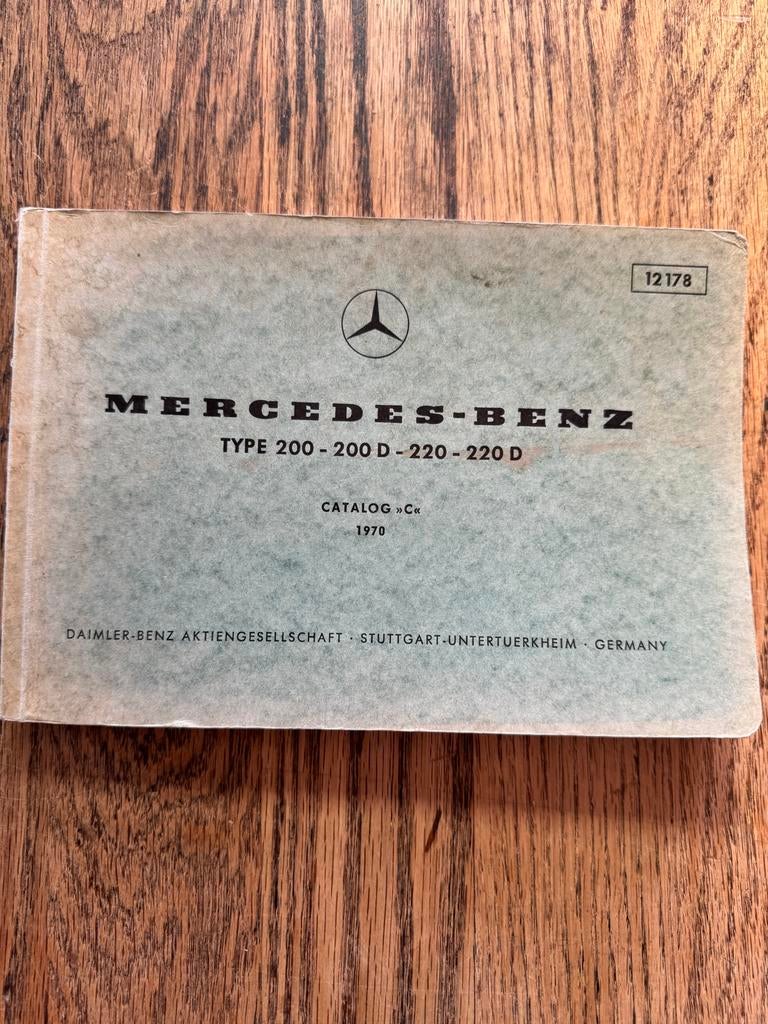 12178
MERCEDES-BENZ
TYPE 200 - 200 D - 220 - 220 D
CATALOG »C«
1970
DAIMLER-BENZ AKTIENGESELLSCHAFT · STUTTGART-UNTERTUERKHEIM · GERMANY